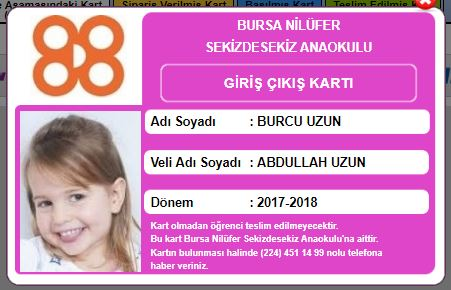 Aşamasındaki Kart Sipariş Verilmiş Kart Basılmış Kart Teslim Edilmiş Kart
BURSA NİLÜFER
SEKİZDESEKİZ ANAOKULU
GİRİŞ ÇIKIŞ KARTI
Adı Soyadı : BURCU UZUN
Veli Adı Soyadı : ABDULLAH UZUN
Dönem : 2017-2018
Kart olmadan öğrenci teslim edilmeyecektir.
Bu kart Bursa Nilüfer Sekizdesekiz Anaokulu'na aittir.
Kartın bulunması halinde (224) 451 14 99 nolu telefona
haber veriniz.